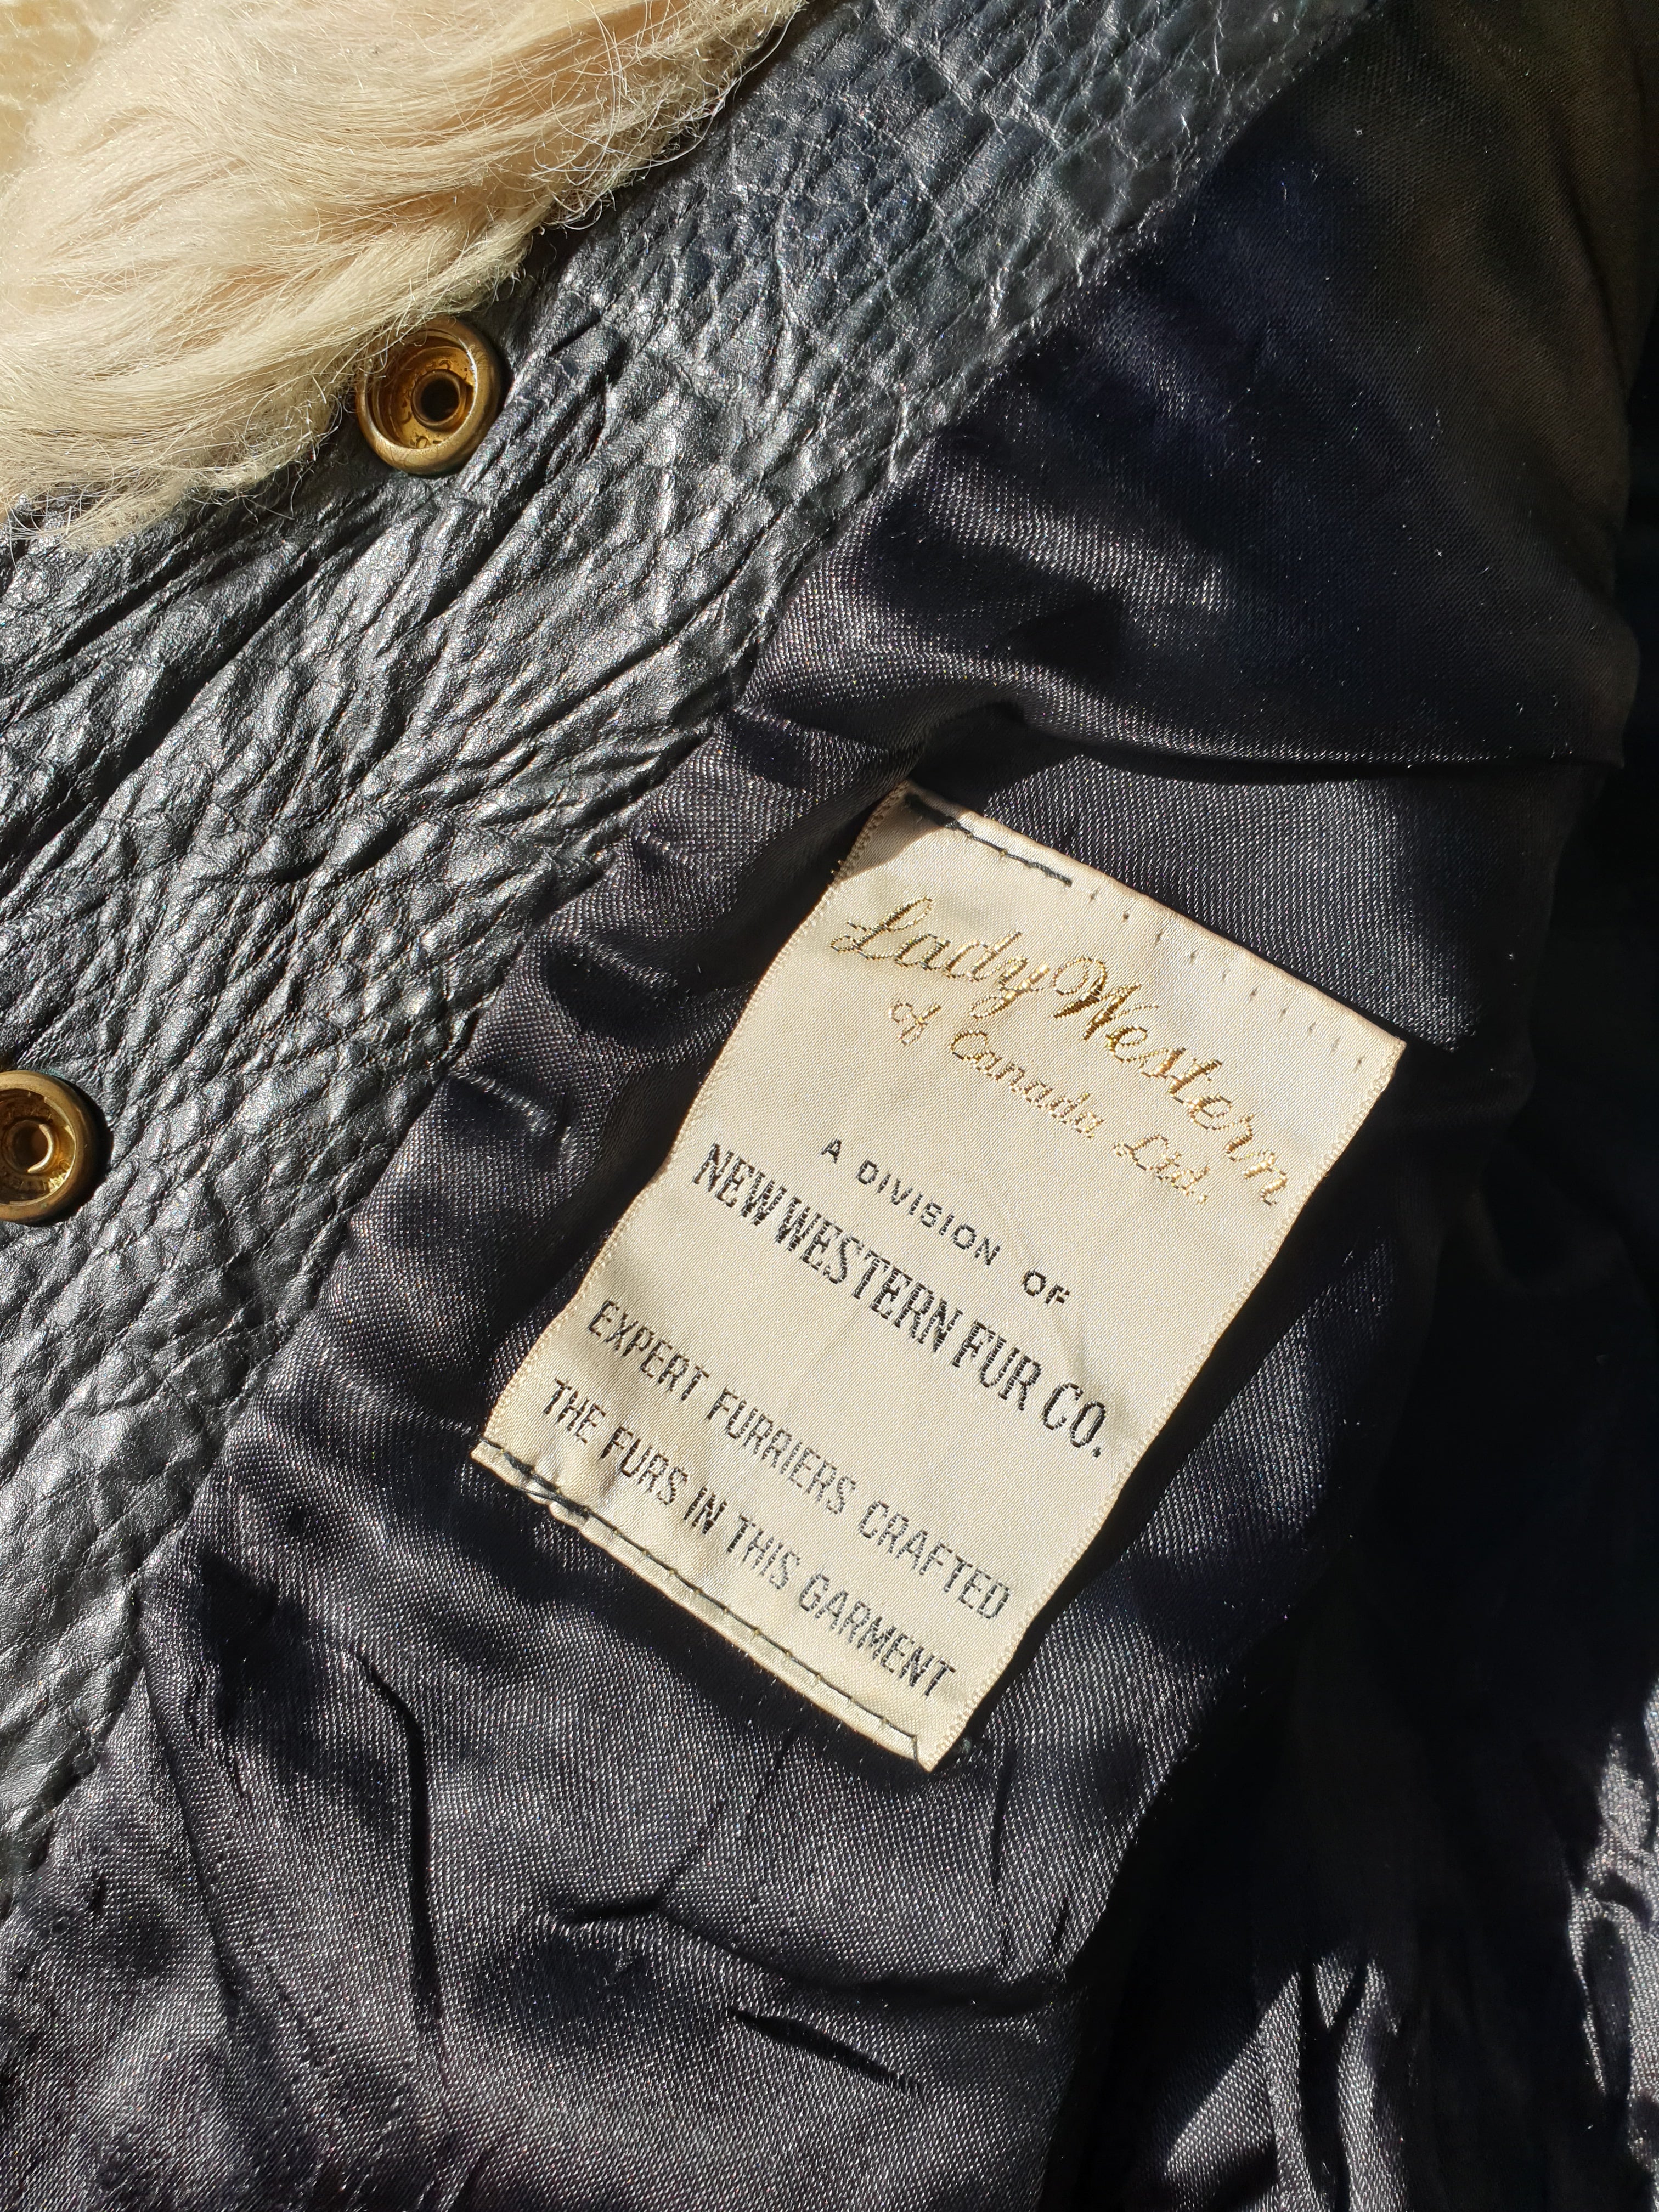 Lady Western
of Canada Ltd.
A DIVISION OF
NEW WESTERN FUR CO.
EXPERT FURRIERS CRAFTED
THE FURS IN THIS GARMENT